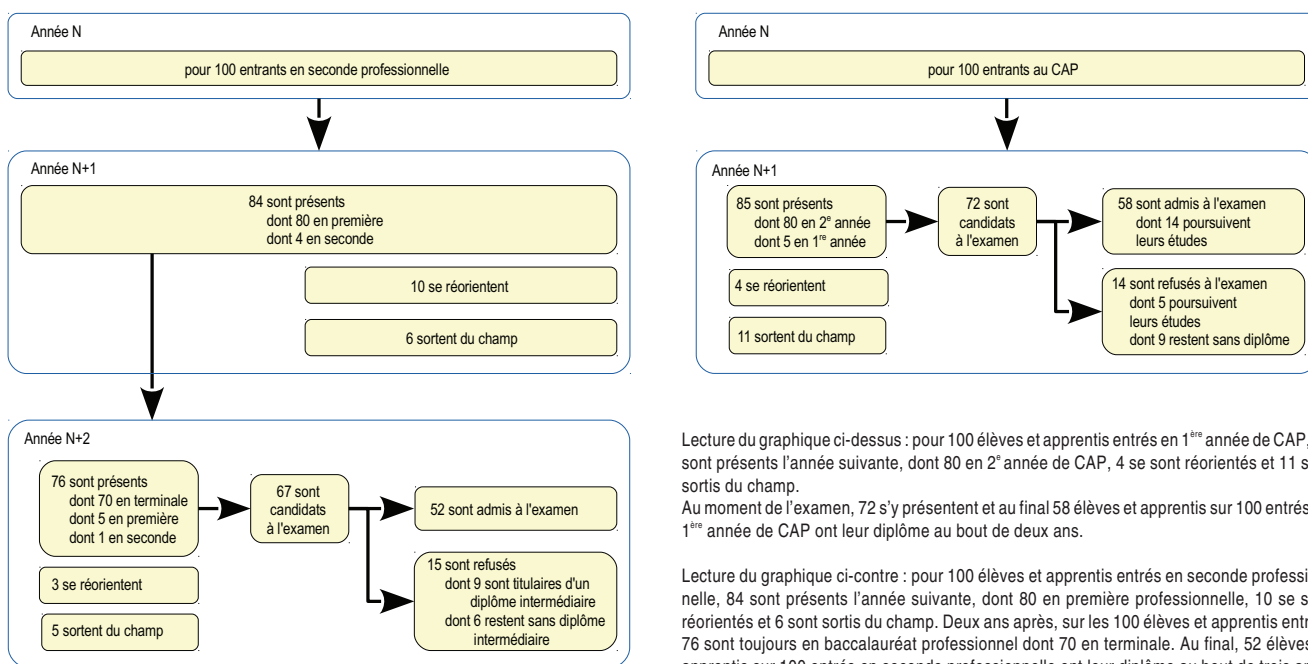 Année N
pour 100 entrants en seconde professionnelle
Année N+1
84 sont présents
dont 80 en première
dont 4 en seconde
10 se réorientent
6 sortent du champ
Année N+2
76 sont présents
dont 70 en terminale
dont 5 en première
dont 1 en seconde
3 se réorientent
5 sortent du champ
67 sont
candidats
à l'examen
52 sont admis à l'examen
15 sont refusés
dont 9 sont titulaires d'un
diplôme intermédiaire
dont 6 restent sans diplôme
intermédiaire
Année N
pour 100 entrants au CAP
Année N+1
85 sont présents
dont 80 en 2e année
dont 5 en 1re année
4 se réorientent
11 sortent du champ
72 sont
candidats
à l'examen
58 sont admis à l'examen
dont 14 poursuivent
leurs études
14 sont refusés à l'examen
dont 5 poursuivent
leurs études
dont 9 restent sans diplôme
Lecture du graphique ci-dessus : pour 100 élèves et apprentis entrés en 1ère année de CAP,
sont présents l'année suivante, dont 80 en 2e année de CAP, 4 se sont réorientés et 11 s
sortis du champ.
Au moment de l'examen, 72 s'y présentent et au final 58 élèves et apprentis sur 100 entrés
1ère année de CAP ont leur diplôme au bout de deux ans.
Lecture du graphique ci-contre : pour 100 élèves et apprentis entrés en seconde professi
nelle, 84 sont présents l'année suivante, dont 80 en première professionnelle, 10 se s
réorientés et 6 sont sortis du champ. Deux ans après, sur les 100 élèves et apprentis entr
76 sont toujours en baccalauréat professionnel dont 70 en terminale. Au final, 52 élèves